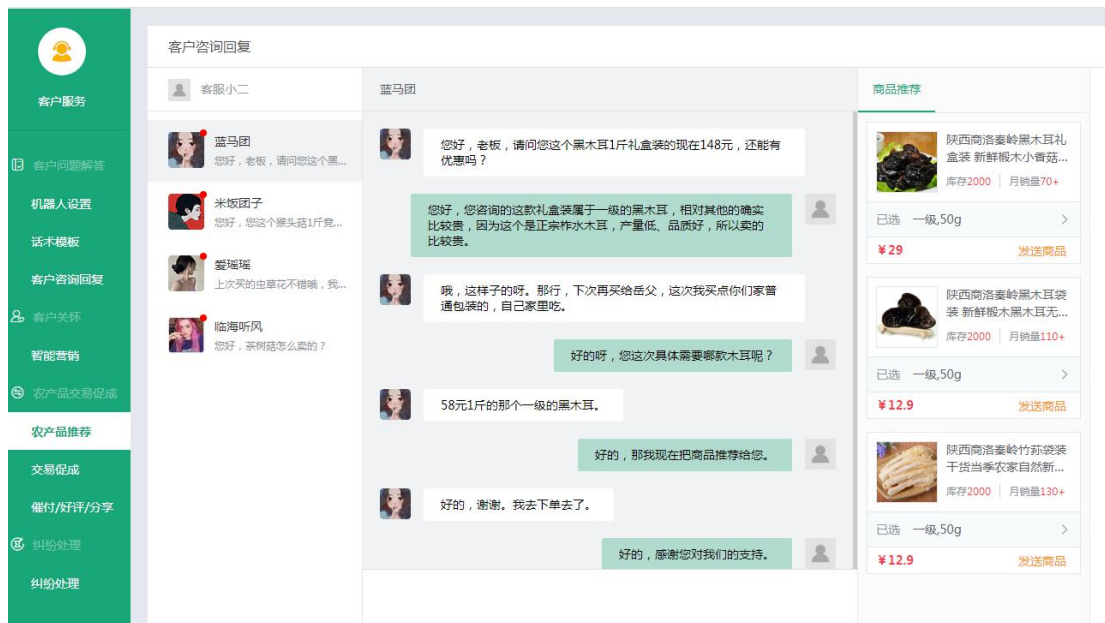 客户服务
客户问题解答
机器人设置
话术模板
客户咨询回复
客户关怀
智能营销
农产品交易促成
农产品推荐
交易促成
催付/好评/分享
纠纷处理
纠纷处理
客户咨询回复
客服小二
蓝马团
您好，老板，请问您这个黑...
米饭团子
您好，您这个猴头菇1斤竟...
爱瑶瑶
上次买的虫草花不错噢，我...
临海听风
您好，茶树菇怎么卖的？
蓝马团
您好，老板，请问您这个黑木耳1斤礼盒装的现在148元，还能有
优惠吗？
您好，您咨询的这款礼盒装属于一级的黑木耳，相对其他的确实
比较贵，因为这个是正宗柞水木耳，产量低、品质好，所以卖的
比较贵。
哦，这样子的呀。那行，下次再买给岳父，这次我买点你们家普
通包装的，自己家里吃。
好的呀，您这次具体需要哪款木耳呢？
58元1斤的那个一级的黑木耳。
好的，那我现在把商品推荐给您。
好的，谢谢。我去下单去了。
好的，感谢您对我们的支持。
商品推荐
陕西商洛秦岭黑木耳礼
盒装 新鲜椴木小香菇...
库存2000 月销量70+
已选 一级,50g
¥29 发送商品
陕西商洛秦岭黑木耳袋
装 新鲜椴木黑木耳无...
库存2000 月销量110+
已选 一级,50g
¥12.9 发送商品
陕西商洛秦岭竹荪袋装
干货当季农家自然新...
库存2000 月销量130+
已选 一级,50g
¥12.9 发送商品